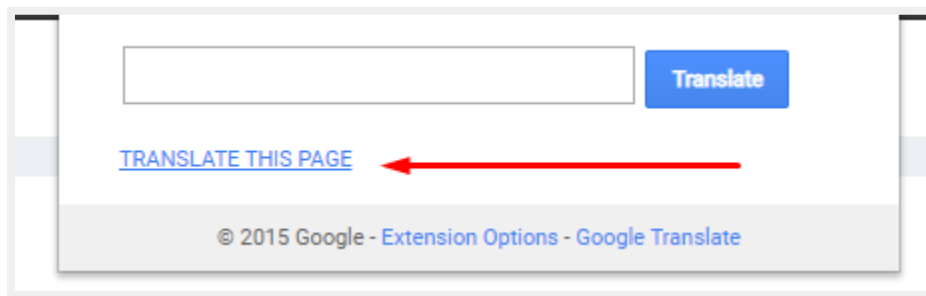 Translate
TRANSLATE THIS PAGE
© 2015 Google - Extension Options - Google Translate